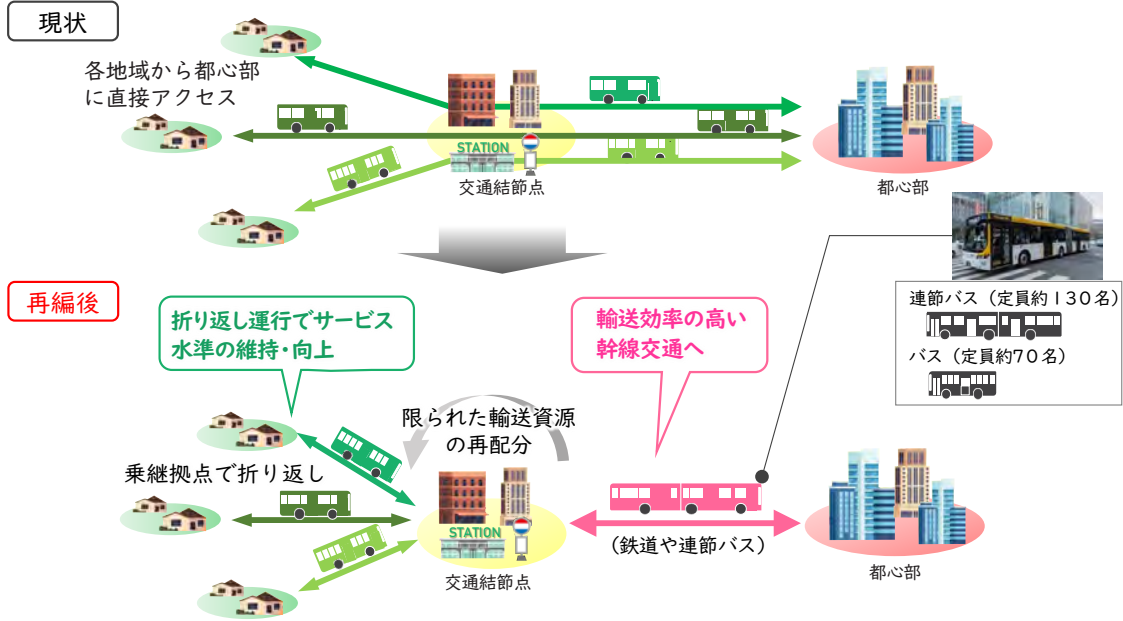 現状
各地域から都心部
に直接アクセス
STATION
交通結節点
都心部
再編後
折り返し運行でサービス
水準の維持・向上
輸送効率の高い
幹線交通へ
連節バス(定員約130名)
バス(定員約70名)
限られた輸送資源
の再配分
乗継拠点で折り返し
STATION
交通結節点
(鉄道や連節バス)
都心部